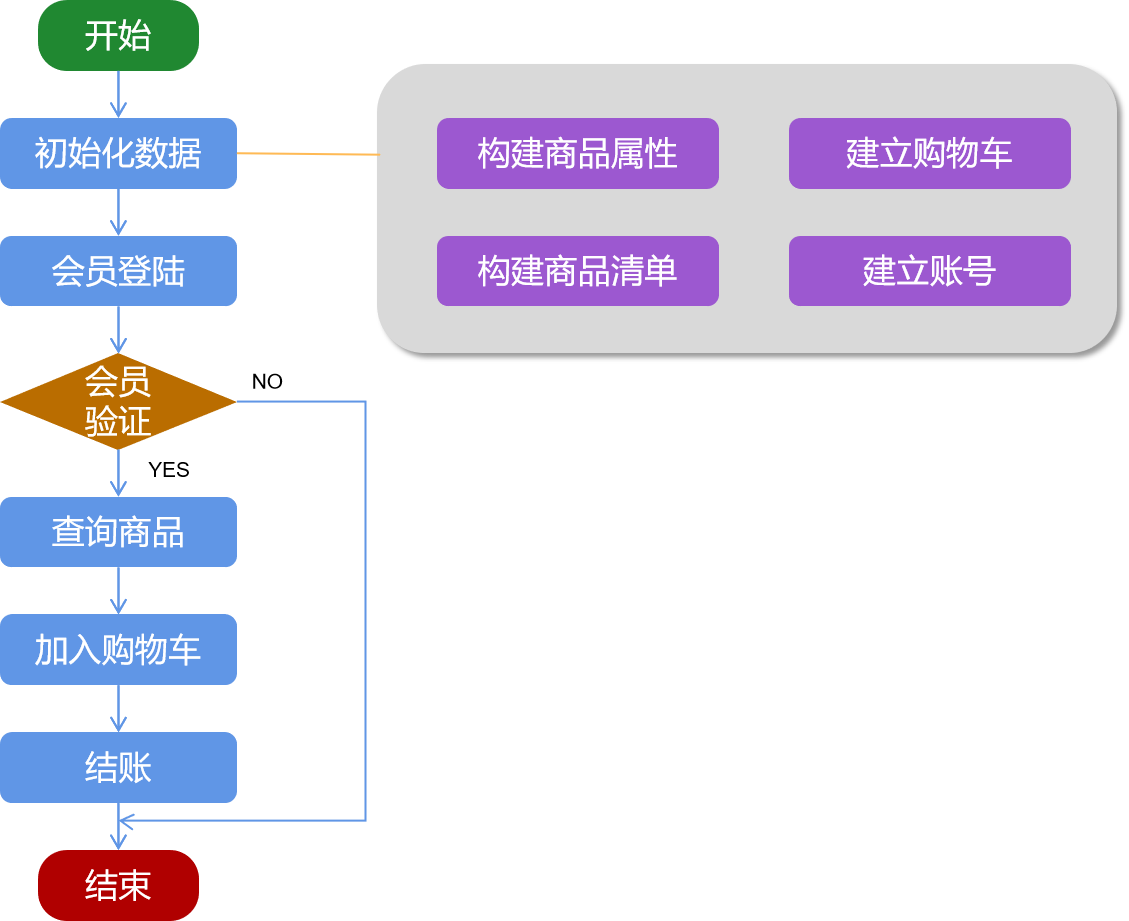 开始
初始化数据
构建商品属性
建立购物车
会员登陆
构建商品清单
建立账号
会员
验证
NO
YES
查询商品
加入购物车
结账
结束